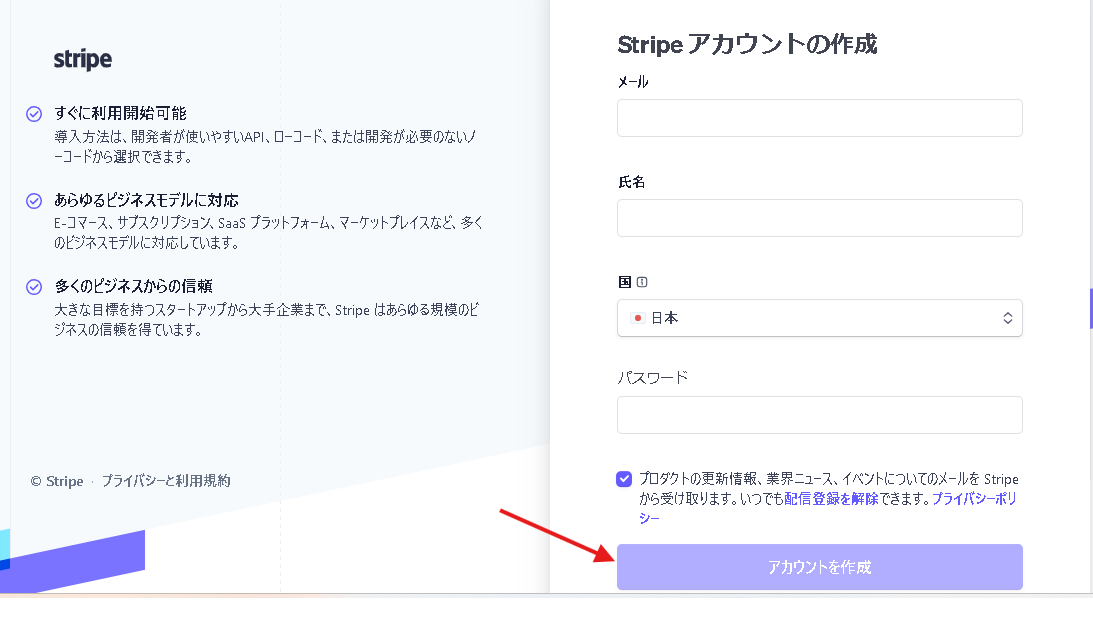 stripe
すぐに利用開始可能
導入方法は、開発者が使いやすいAPI、ローコード、または開発が必要のないノ
ーコードから選択できます。
あらゆるビジネスモデルに対応
E-コマース、サブスクリプション、SaaS プラットフォーム、マーケットプレイスなど、多く
のビジネスモデルに対応しています。
多くのビジネスからの信頼
大きな目標を持つスタートアップから大手企業まで、Stripe はあらゆる規模のビ
ジネスの信頼を得ています。
© Stripe · プライバシーと利用規約
Stripe アカウントの作成
メール
氏名
国
日本
パスワード
プロダクトの更新情報、業界ニュース、イベントについてのメールを Stripe
から受け取ります。いつでも配信登録を解除できます。プライバシーポリ
シー
アカウントを作成